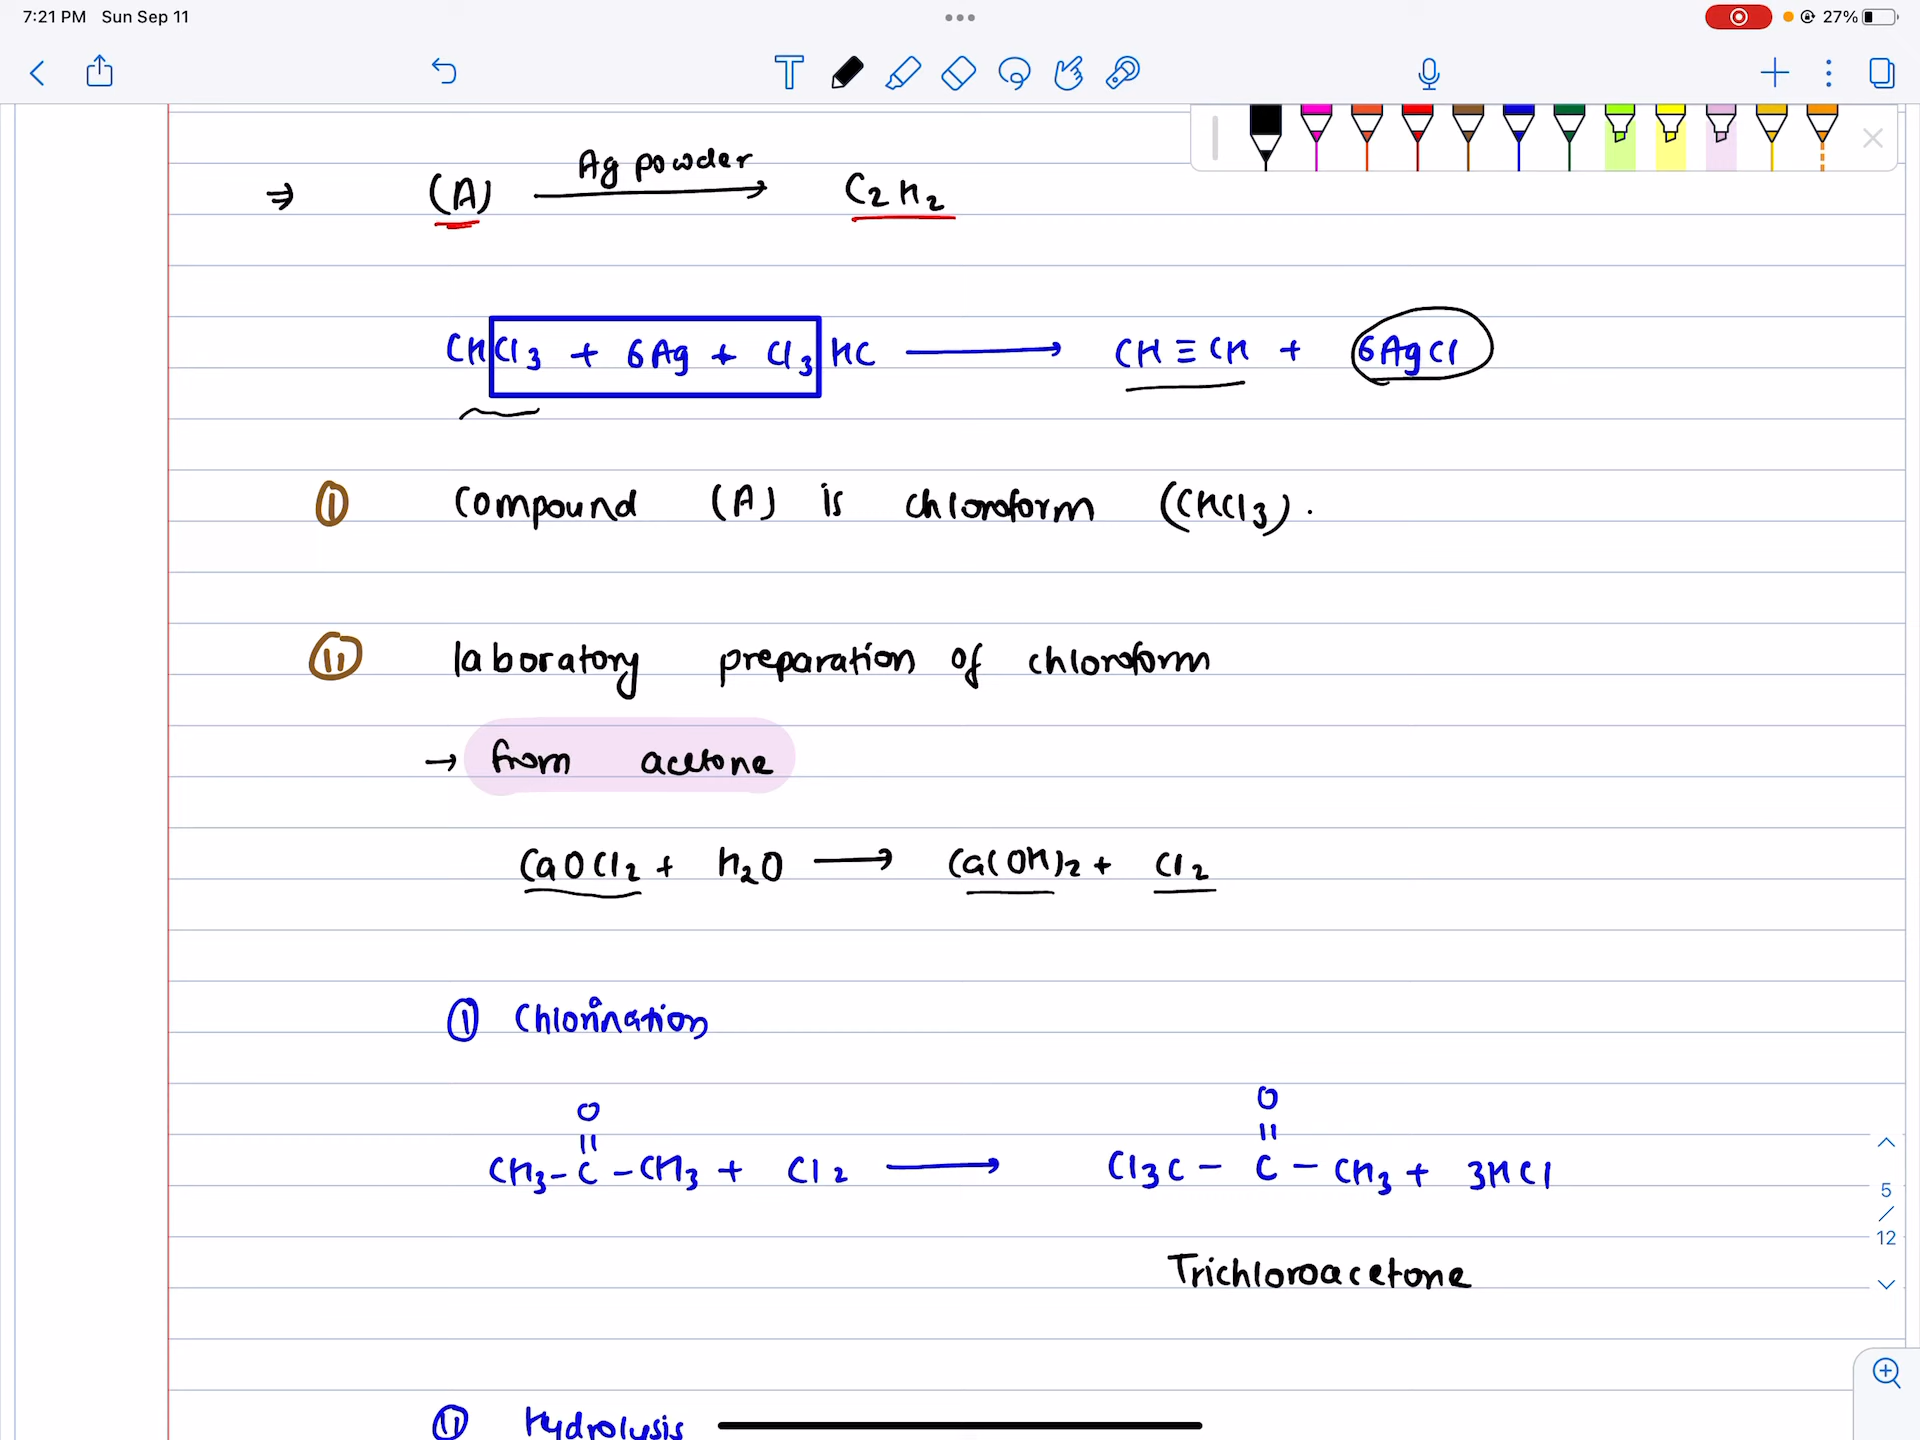 7:21 PM Sun Sep 11
27%
T
⇒ (A) Ag powder → C2H2
CHCl3 + 6Ag + Cl3HC → CH≡CH + 6AgCl
(I) Compound (A) is chloroform (CHCl3).
(II) laboratory preparation of chloroform
→ from acetone
CaOCl2 + H2O → Ca(OH)2 + Cl2
(I) Chlorination
O O
|| ||
CH3-C-CH3 + Cl2 → Cl3C-C-CH3 + 3HCl
5
/
12
Trichloroacetone
(II) Hydrolysis